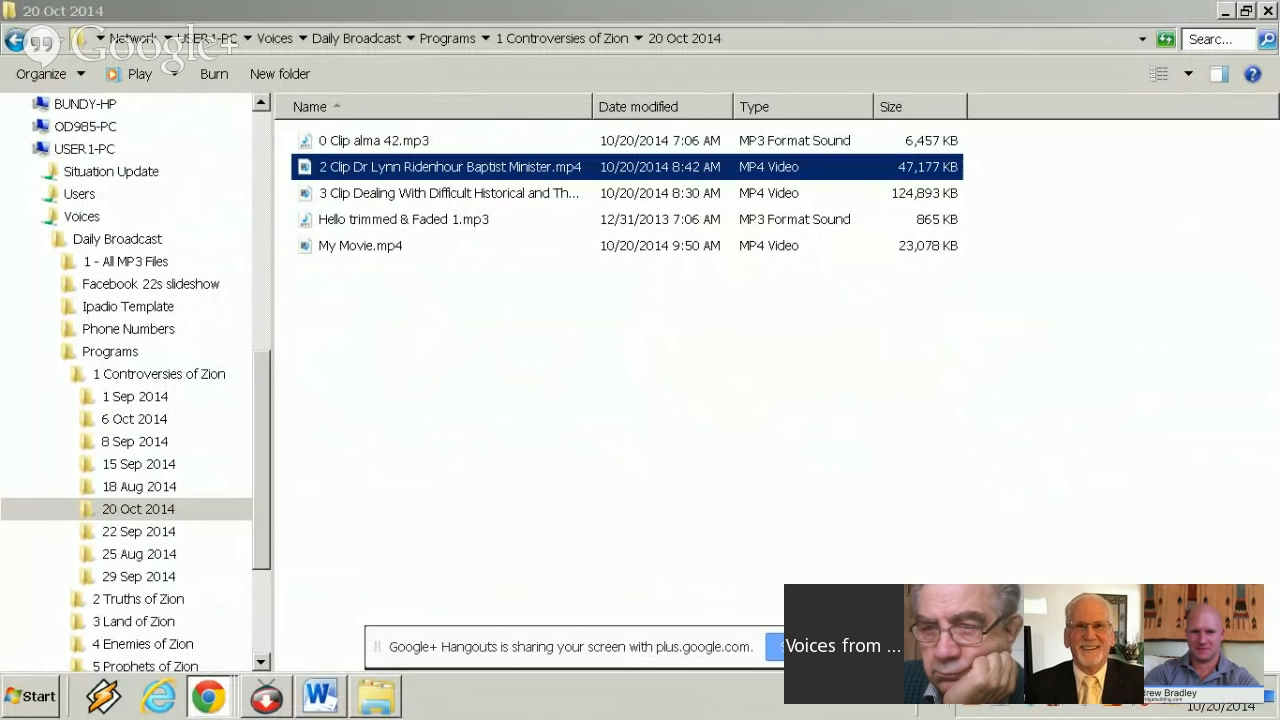 20 Oct 2014
Google+
Network USER1-PC Voices Daily Broadcast Programs 1 Controversies of Zion 20 Oct 2014 Searc...
Organize Play Burn New folder
BUNDY-HP
OD985-PC
USER1-PC
Situation Update
Users
Voices
Daily Broadcast
1 - All MP3 Files
Facebook 22s slideshow
Ipadio Template
Phone Numbers
Programs
1 Controversies of Zion
1 Sep 2014
6 Oct 2014
8 Sep 2014
15 Sep 2014
18 Aug 2014
20 Oct 2014
22 Sep 2014
25 Aug 2014
29 Sep 2014
2 Truths of Zion
3 Land of Zion
4 Enemies of Zion
5 Prophets of Zion
Name Date modified Type Size
0 Clip alma 42.mp3 10/20/2014 7:06 AM MP3 Format Sound 6,457 KB
2 Clip Dr Lynn Ridenhour Baptist Minister.mp4 10/20/2014 8:42 AM MP4 Video 47,177 KB
3 Clip Dealing With Difficult Historical and Th... 10/20/2014 8:30 AM MP4 Video 124,893 KB
Hello trimmed & Faded 1.mp3 12/31/2013 7:06 AM MP3 Format Sound 865 KB
My Movie.mp4 10/20/2014 9:50 AM MP4 Video 23,078 KB
Google+ Hangouts is sharing your screen with plus.google.com.
Voices from ...
drew Bradley
ridgebuilding.com
Start
10/20/2014